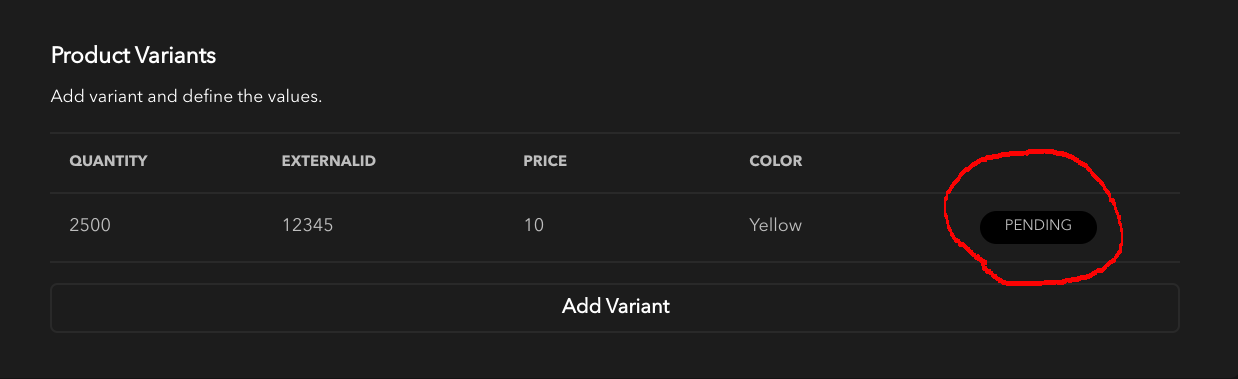 Product Variants
Add variant and define the values.
QUANTITY EXTERNALID PRICE COLOR
2500 12345 10 Yellow PENDING
Add Variant